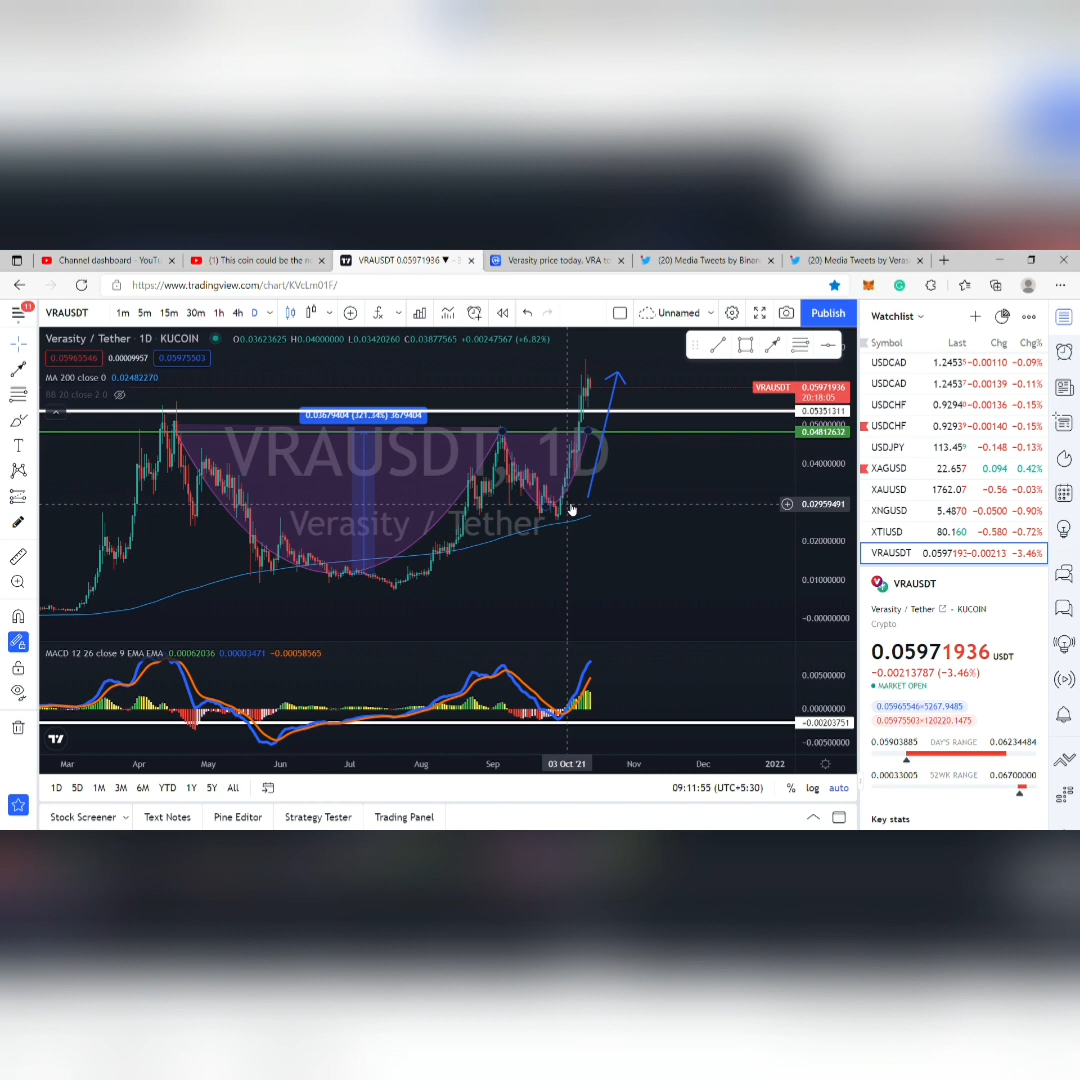 Channel dashboard - YouTu
(1) This coin could be the ne
VRAUSDT 0.05971936 ▼ -3
Verasity price today, VRA to
(20) Media Tweets by Binan
(20) Media Tweets by Veras
https://www.tradingview.com/chart/KVcLm01F/
11
VRAUSDT 1m 5m 15m 30m 1h 4h D Unnamed Publish
Verasity / Tether · 1D · KUCOIN O0.03623625 H0.04000000 L0.03420260 C0.03877565 +0.00247567 (+6.82%)
0.05965546 0.00009957 0.05975503
MA 200 close 0 0.02482270
BB 20 close 2 0
0.03679404 (321.34%) 3679404
VRAUSDT, 1D
Verasity / Tether
VRAUSDT 0.05971936
20:18:05
0.05351311
0.05000000
0.04812632
0.04000000
0.02959491
0.02000000
0.01000000
−0.00000000
MACD 12 26 close 9 EMA EMA 0.00062036 0.00003471 −0.00058565
0.00500000
0.00000000
−0.00203751
−0.00500000
Mar Apr May Jun Jul Aug Sep 03 Oct '21 Nov Dec 2022
1D 5D 1M 3M 6M YTD 1Y 5Y All 09:11:55 (UTC+5:30) % log auto
Stock Screener Text Notes Pine Editor Strategy Tester Trading Panel
Watchlist
Symbol Last Chg Chg%
USDCAD 1.24535 −0.00110 −0.09%
USDCAD 1.24537 −0.00139 −0.11%
USDCHF 0.92940 −0.00136 −0.15%
USDCHF 0.92939 −0.00140 −0.15%
USDJPY 113.459 −0.148 −0.13%
XAGUSD 22.657 0.094 0.42%
XAUUSD 1762.07 −0.56 −0.03%
XNGUSD 5.4870 −0.0500 −0.90%
XTIUSD 80.160 −0.580 −0.72%
VRAUSDT 0.0597193 −0.00213 −3.46%
VRAUSDT
Verasity / Tether · KUCOIN
Crypto
0.05971936 USDT
−0.00213787 (−3.46%)
MARKET OPEN
0.05965546×5267.9485
0.05975503×120220.1475
0.05903885 DAY'S RANGE 0.06234484
0.00033005 52WK RANGE 0.06700000
Key stats